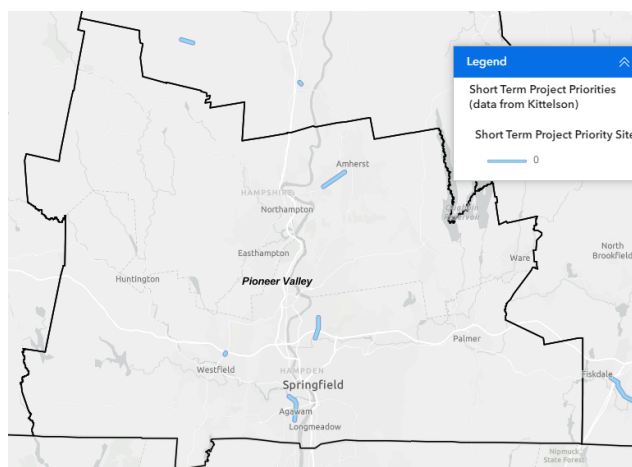 Legend
Short Term Project Priorities
(data from Kittelson)
Short Term Project Priority Site
0
Amherst
HAMPSHIRE
Northampton
Reservoir
Easthampton
Ware
North
Brookfield
Huntington
Pioneer Valley
Palmer
Westfield
HAMPDEN
Springfield
Fiskdale
Agawam
Longmeadow
Nipmuck
State Forest